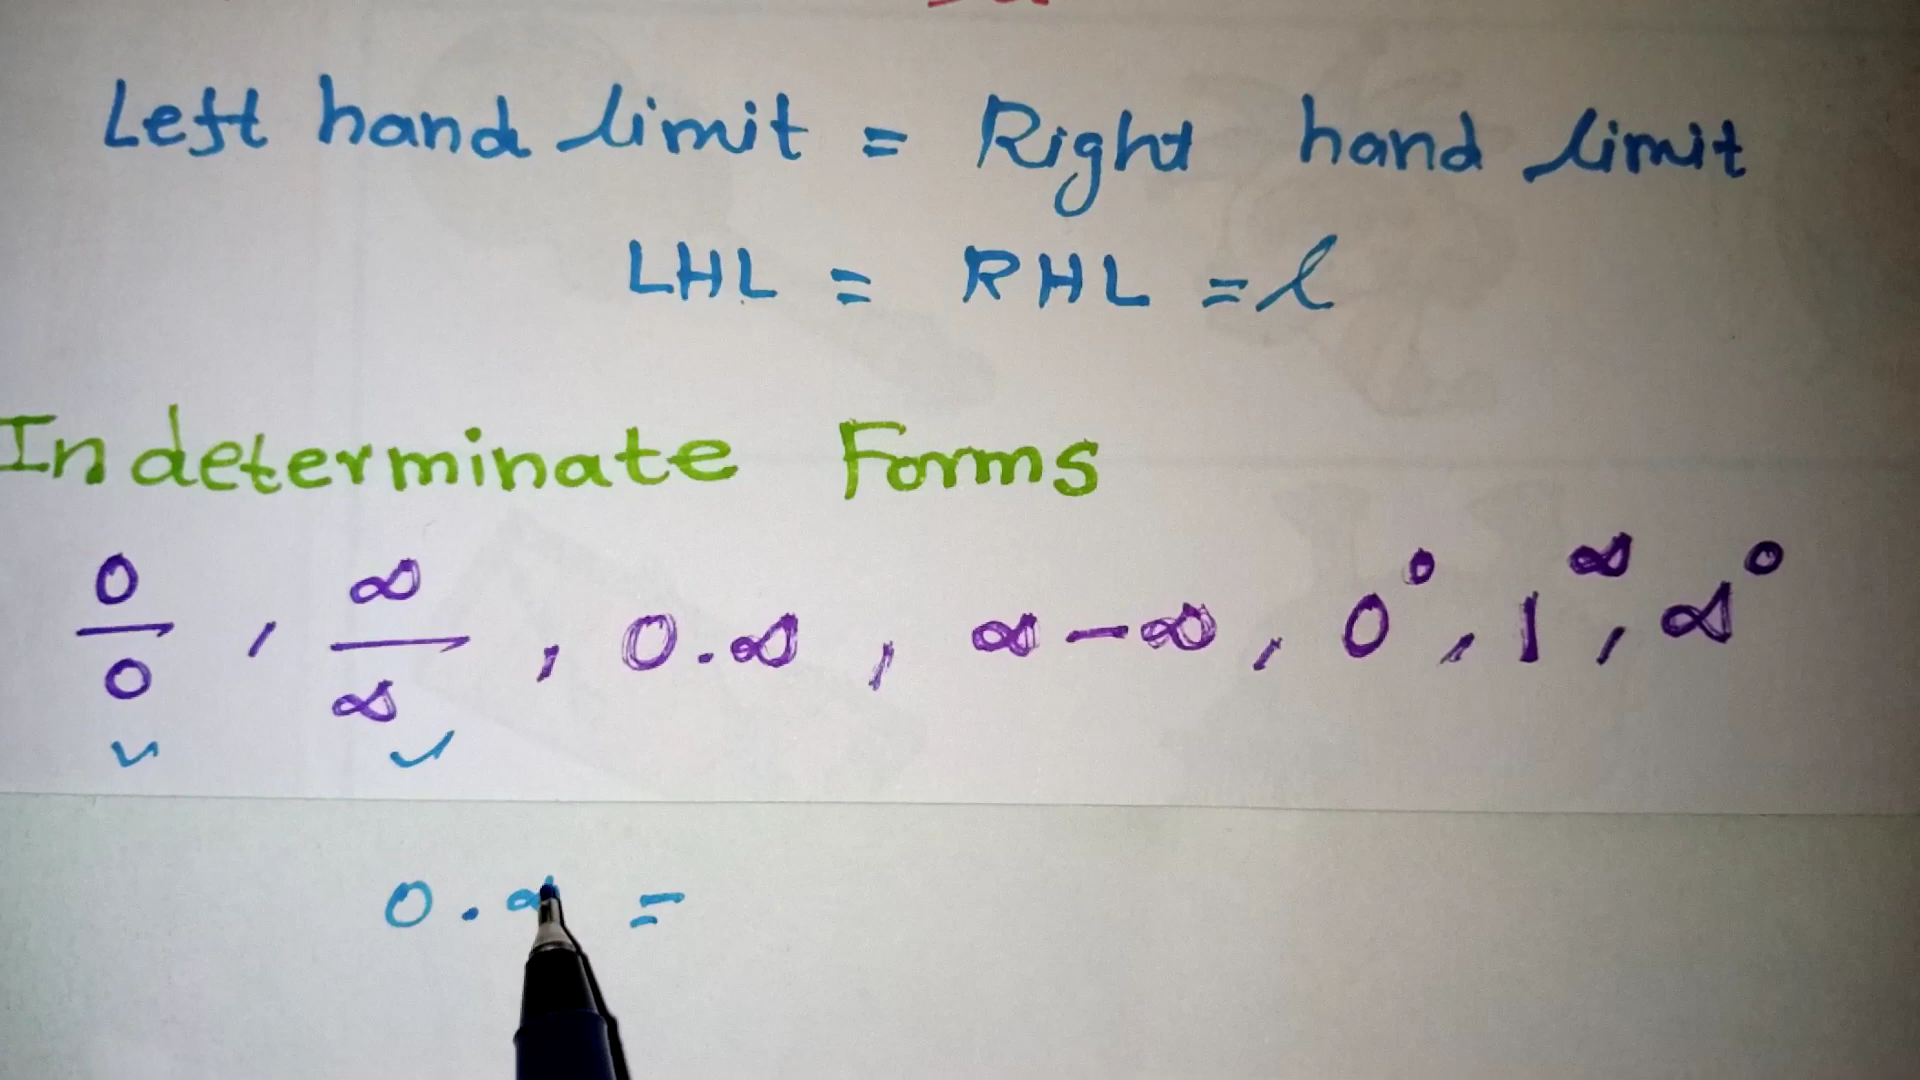 Left hand limit = Right hand limit
LHL = RHL = l
Indeterminate Forms
0/0 , ∞/∞ , 0.∞ , ∞-∞ , 0⁰ , 1^∞ , ∞⁰
0.∞ =